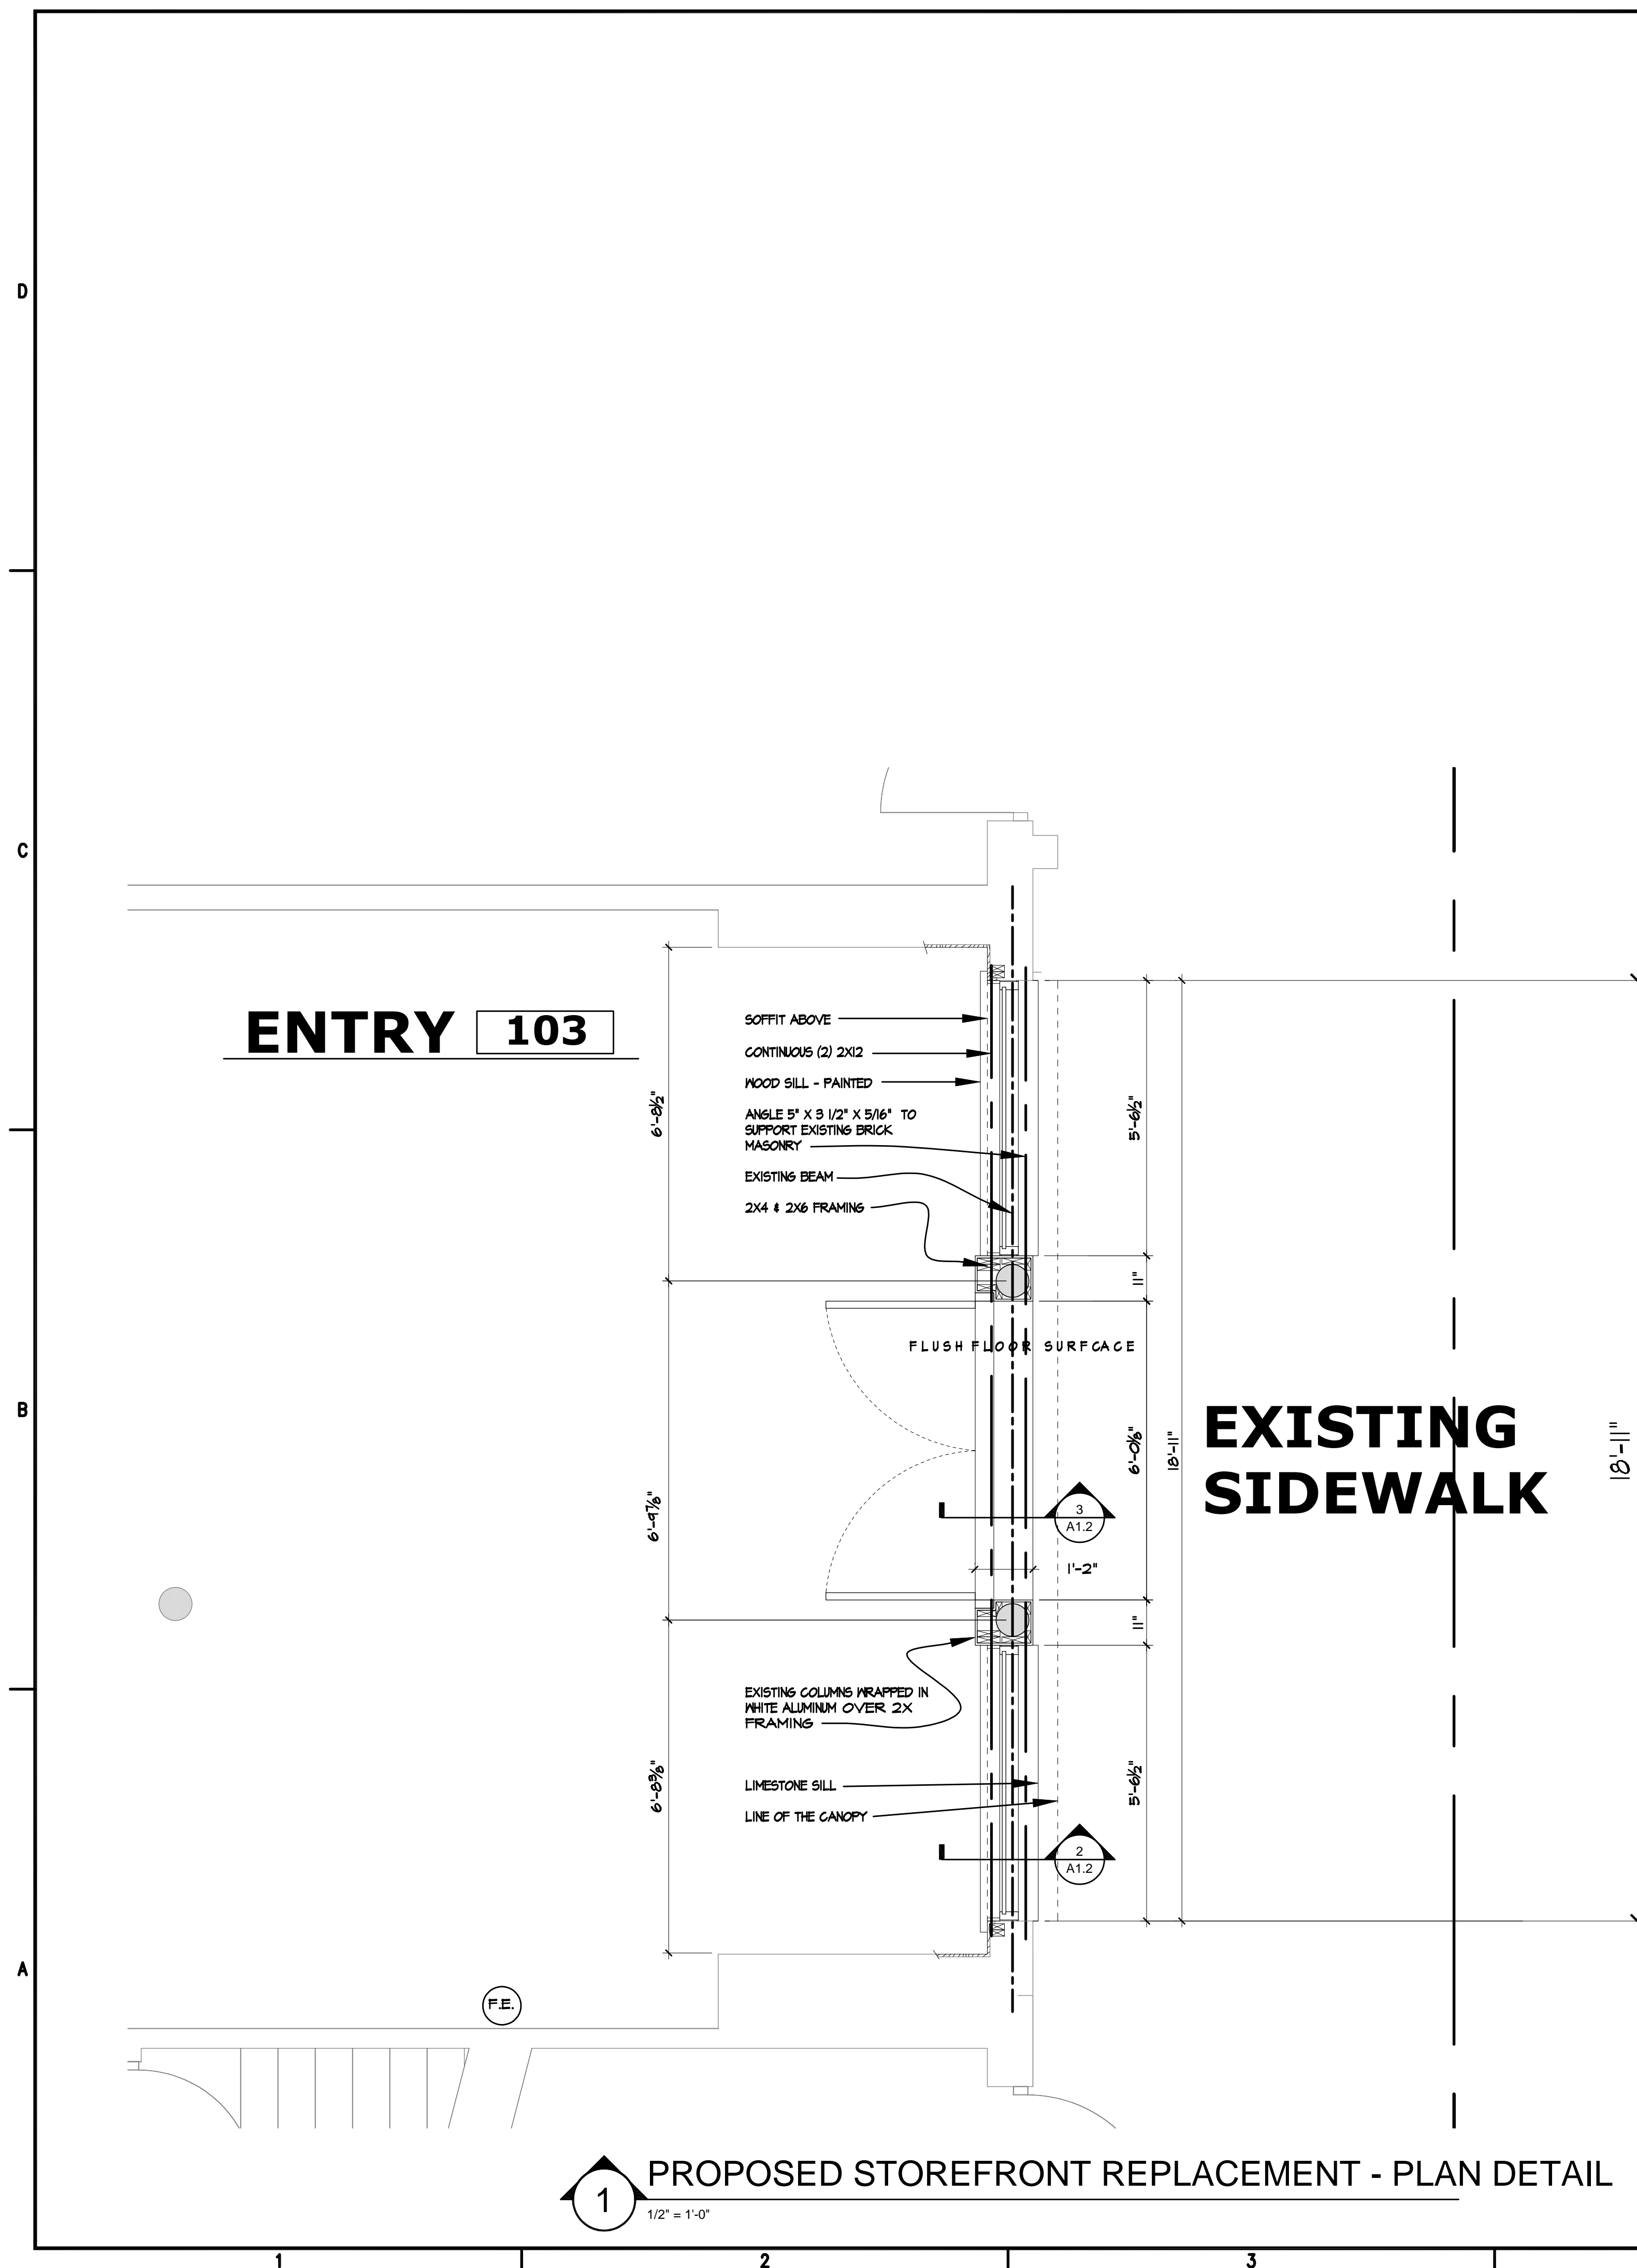 D
C
B
A
ENTRY 103
SOFFIT ABOVE
CONTINUOUS (2) 2X12
WOOD SILL - PAINTED
ANGLE 5" X 3 1/2" X 5/16" TO
SUPPORT EXISTING BRICK
MASONRY
EXISTING BEAM
2X4 & 2X6 FRAMING
6'-8½"
6'-9⅞"
6'-8⅜"
FLUSH FLOOR SURFCACE
5'-6½"
11"
6'-0⅛"
18'-11"
3
A1.2
1'-2"
11"
5'-6½"
EXISTING
SIDEWALK
18'-11"
EXISTING COLUMNS WRAPPED IN
WHITE ALUMINUM OVER 2X
FRAMING
LIMESTONE SILL
LINE OF THE CANOPY
2
A1.2
F.E.
1
PROPOSED STOREFRONT REPLACEMENT - PLAN DETAIL
1/2" = 1'-0"
1
2
3